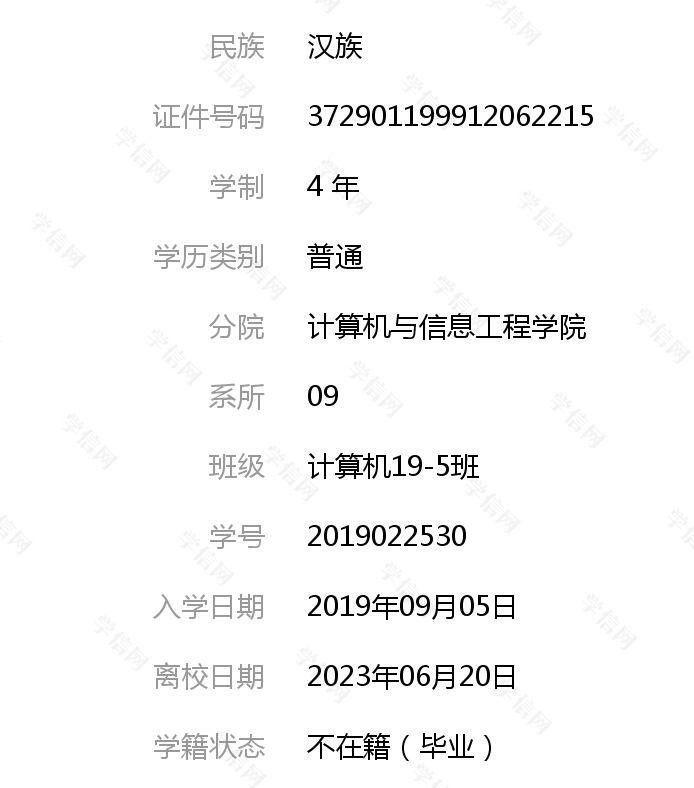 民族 汉族
证件号码 372901199912062215
学制 4 年
学历类别 普通
分院 计算机与信息工程学院
系所 09
班级 计算机19-5班
学号 2019022530
入学日期 2019年09月05日
离校日期 2023年06月20日
学籍状态 不在籍（毕业）
学信网